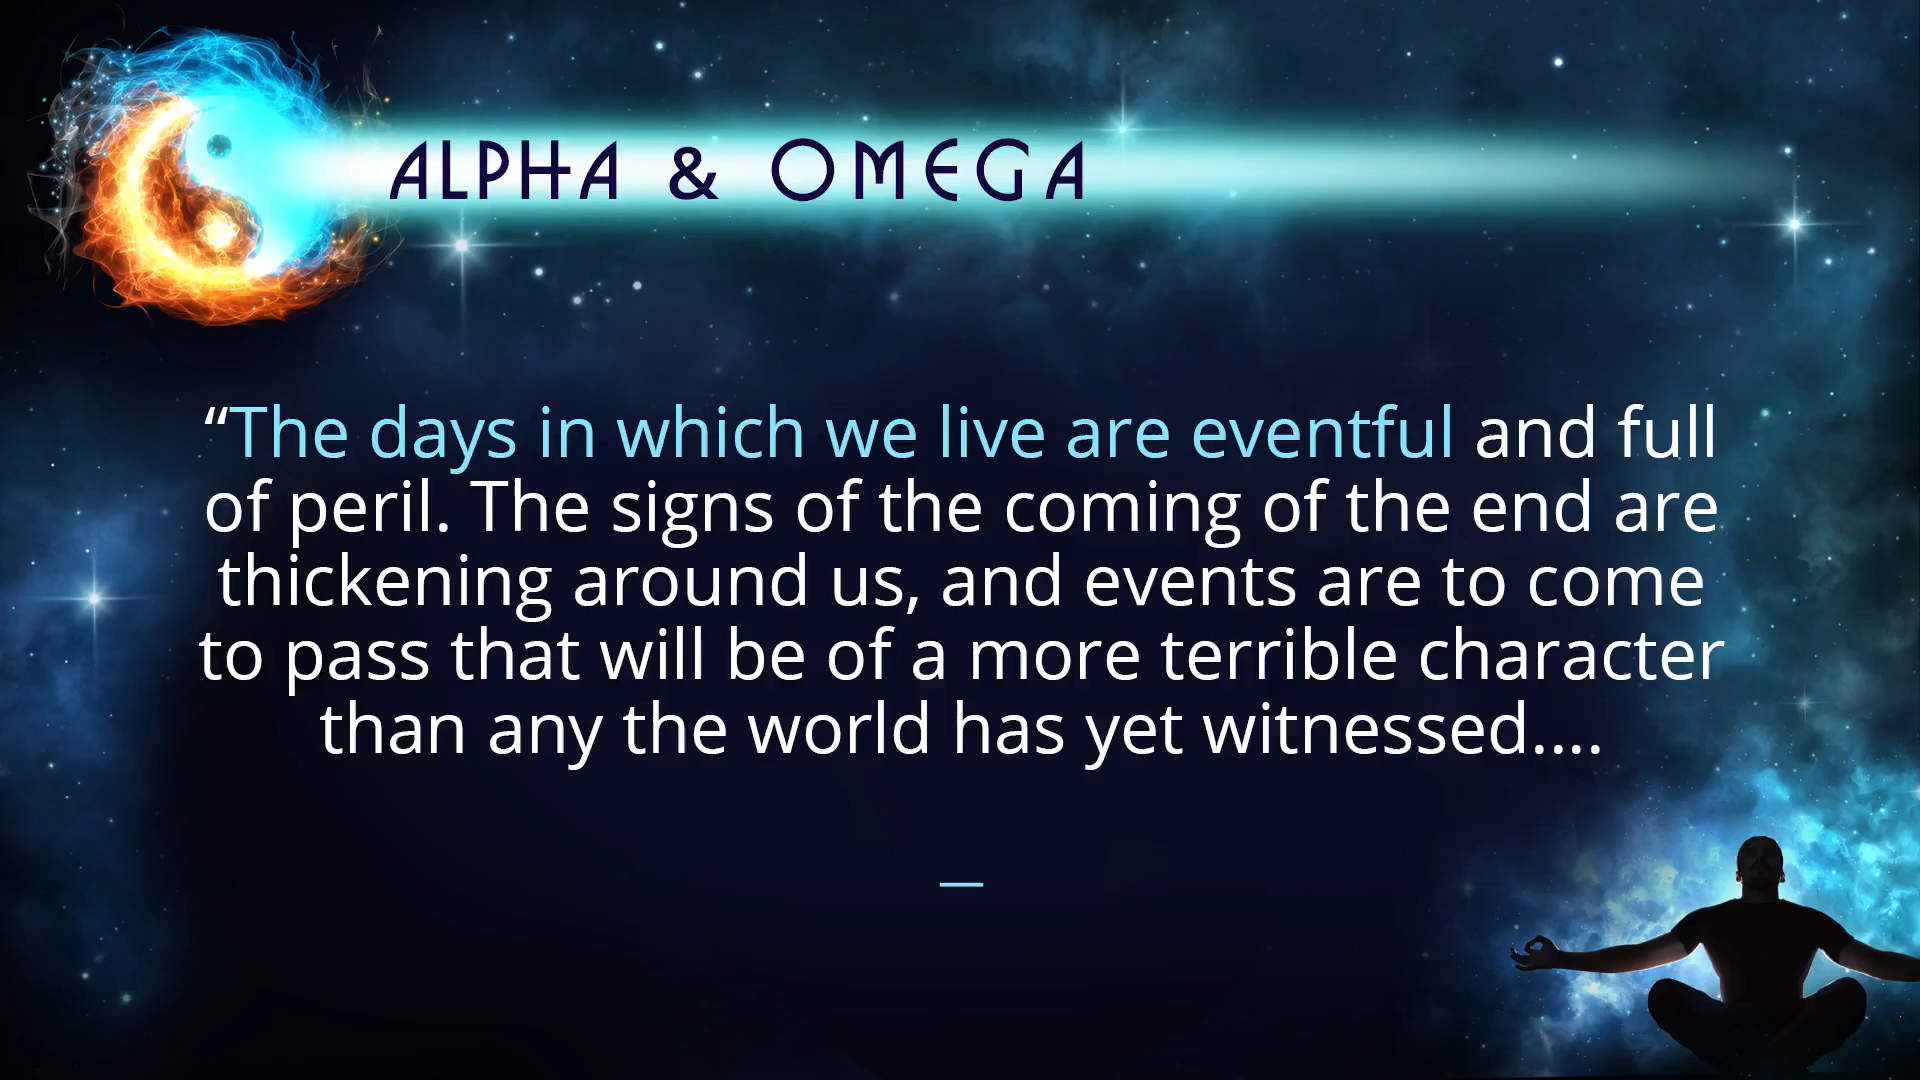 ALPHA & OMEGA
“The days in which we live are eventful and full
of peril. The signs of the coming of the end are
thickening around us, and events are to come
to pass that will be of a more terrible character
than any the world has yet witnessed....
—